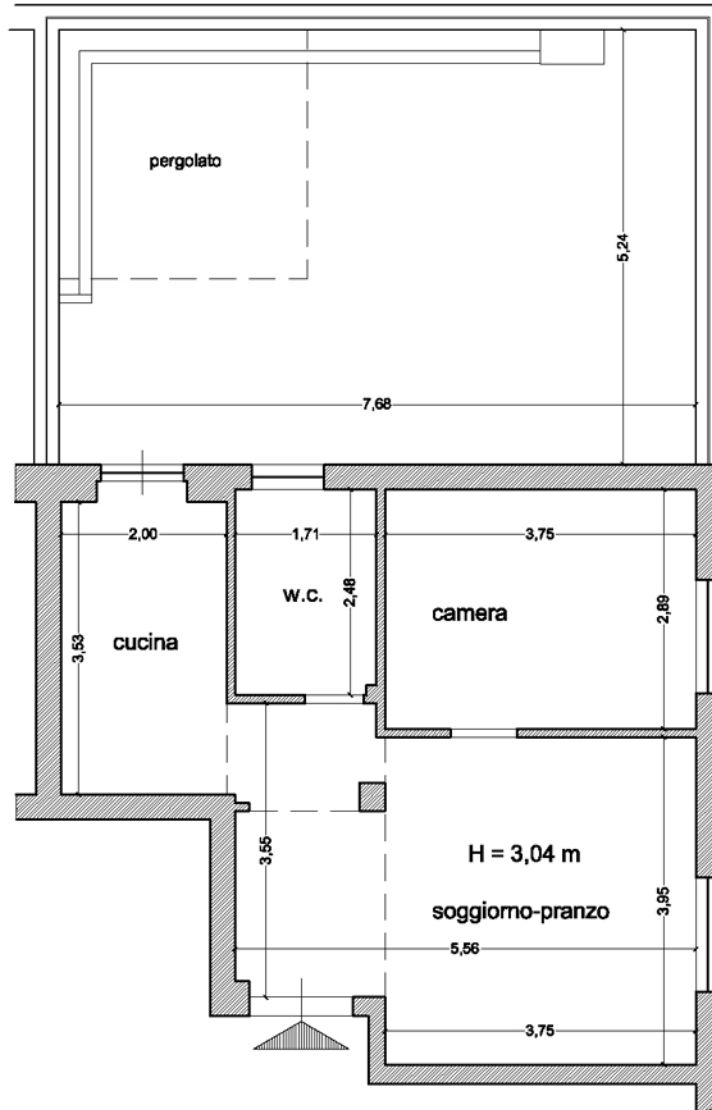 5,24
pergolato
7,68
2,00
1,71
3,75
w.c.
2,48
2,89
camera
cucina
3,53
3,55
H = 3,04 m
soggiorno-pranzo
3,95
5,56
3,75